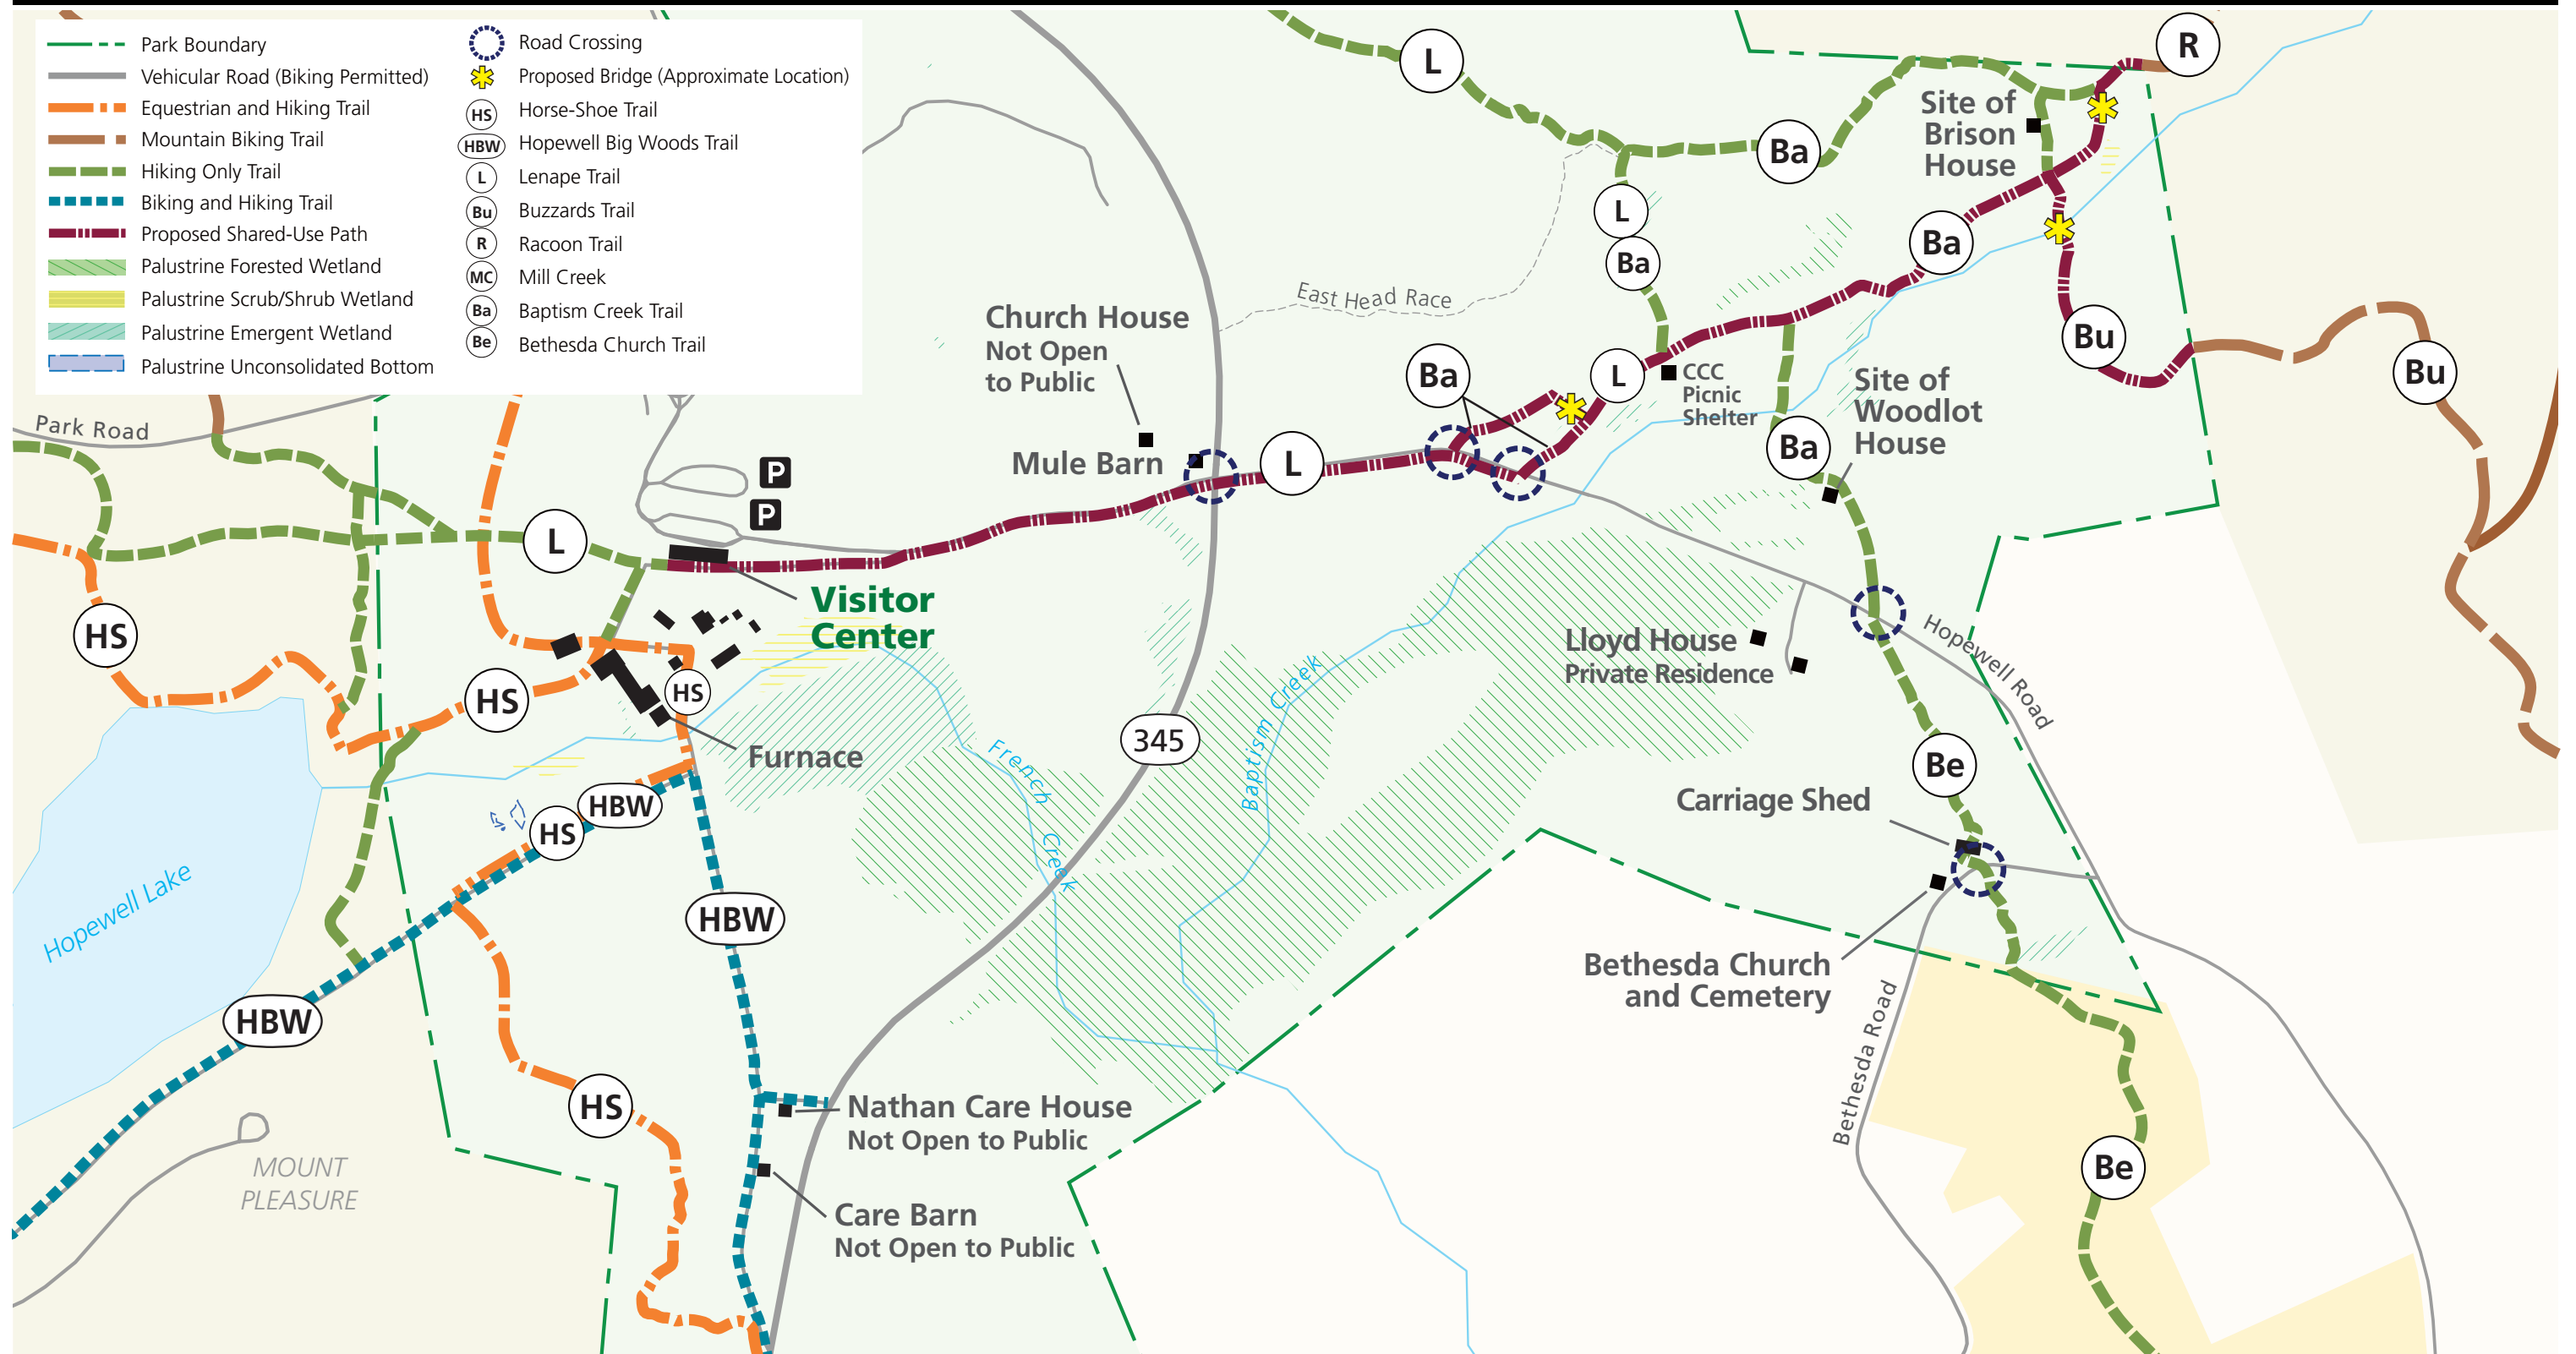 Park Boundary
Vehicular Road (Biking Permitted)
Equestrian and Hiking Trail
Mountain Biking Trail
Hiking Only Trail
Biking and Hiking Trail
Proposed Shared-Use Path
Palustrine Forested Wetland
Palustrine Scrub/Shrub Wetland
Palustrine Emergent Wetland
Palustrine Unconsolidated Bottom
Road Crossing
Proposed Bridge (Approximate Location)
HS Horse-Shoe Trail
HBW Hopewell Big Woods Trail
L Lenape Trail
Bu Buzzards Trail
R Racoon Trail
MC Mill Creek
Ba Baptism Creek Trail
Be Bethesda Church Trail
L
R
Ba
Site of
Brison
House
L
Ba
Ba
East Head Race
Church House
Not Open
to Public
Bu
Bu
Ba
L
CCC
Picnic
Shelter
Site of
Woodlot
House
Park Road
Mule Barn
L
Ba
P
P
L
Visitor
Center
HS
HS
HS
Lloyd House
Private Residence
Hopewell Road
Furnace
French
Creek
345
Baptism Creek
Be
HBW
HS
Carriage Shed
Hopewell Lake
HBW
HBW
Bethesda Church
and Cemetery
Bethesda Road
HS
Nathan Care House
Not Open to Public
MOUNT
PLEASURE
Be
Care Barn
Not Open to Public